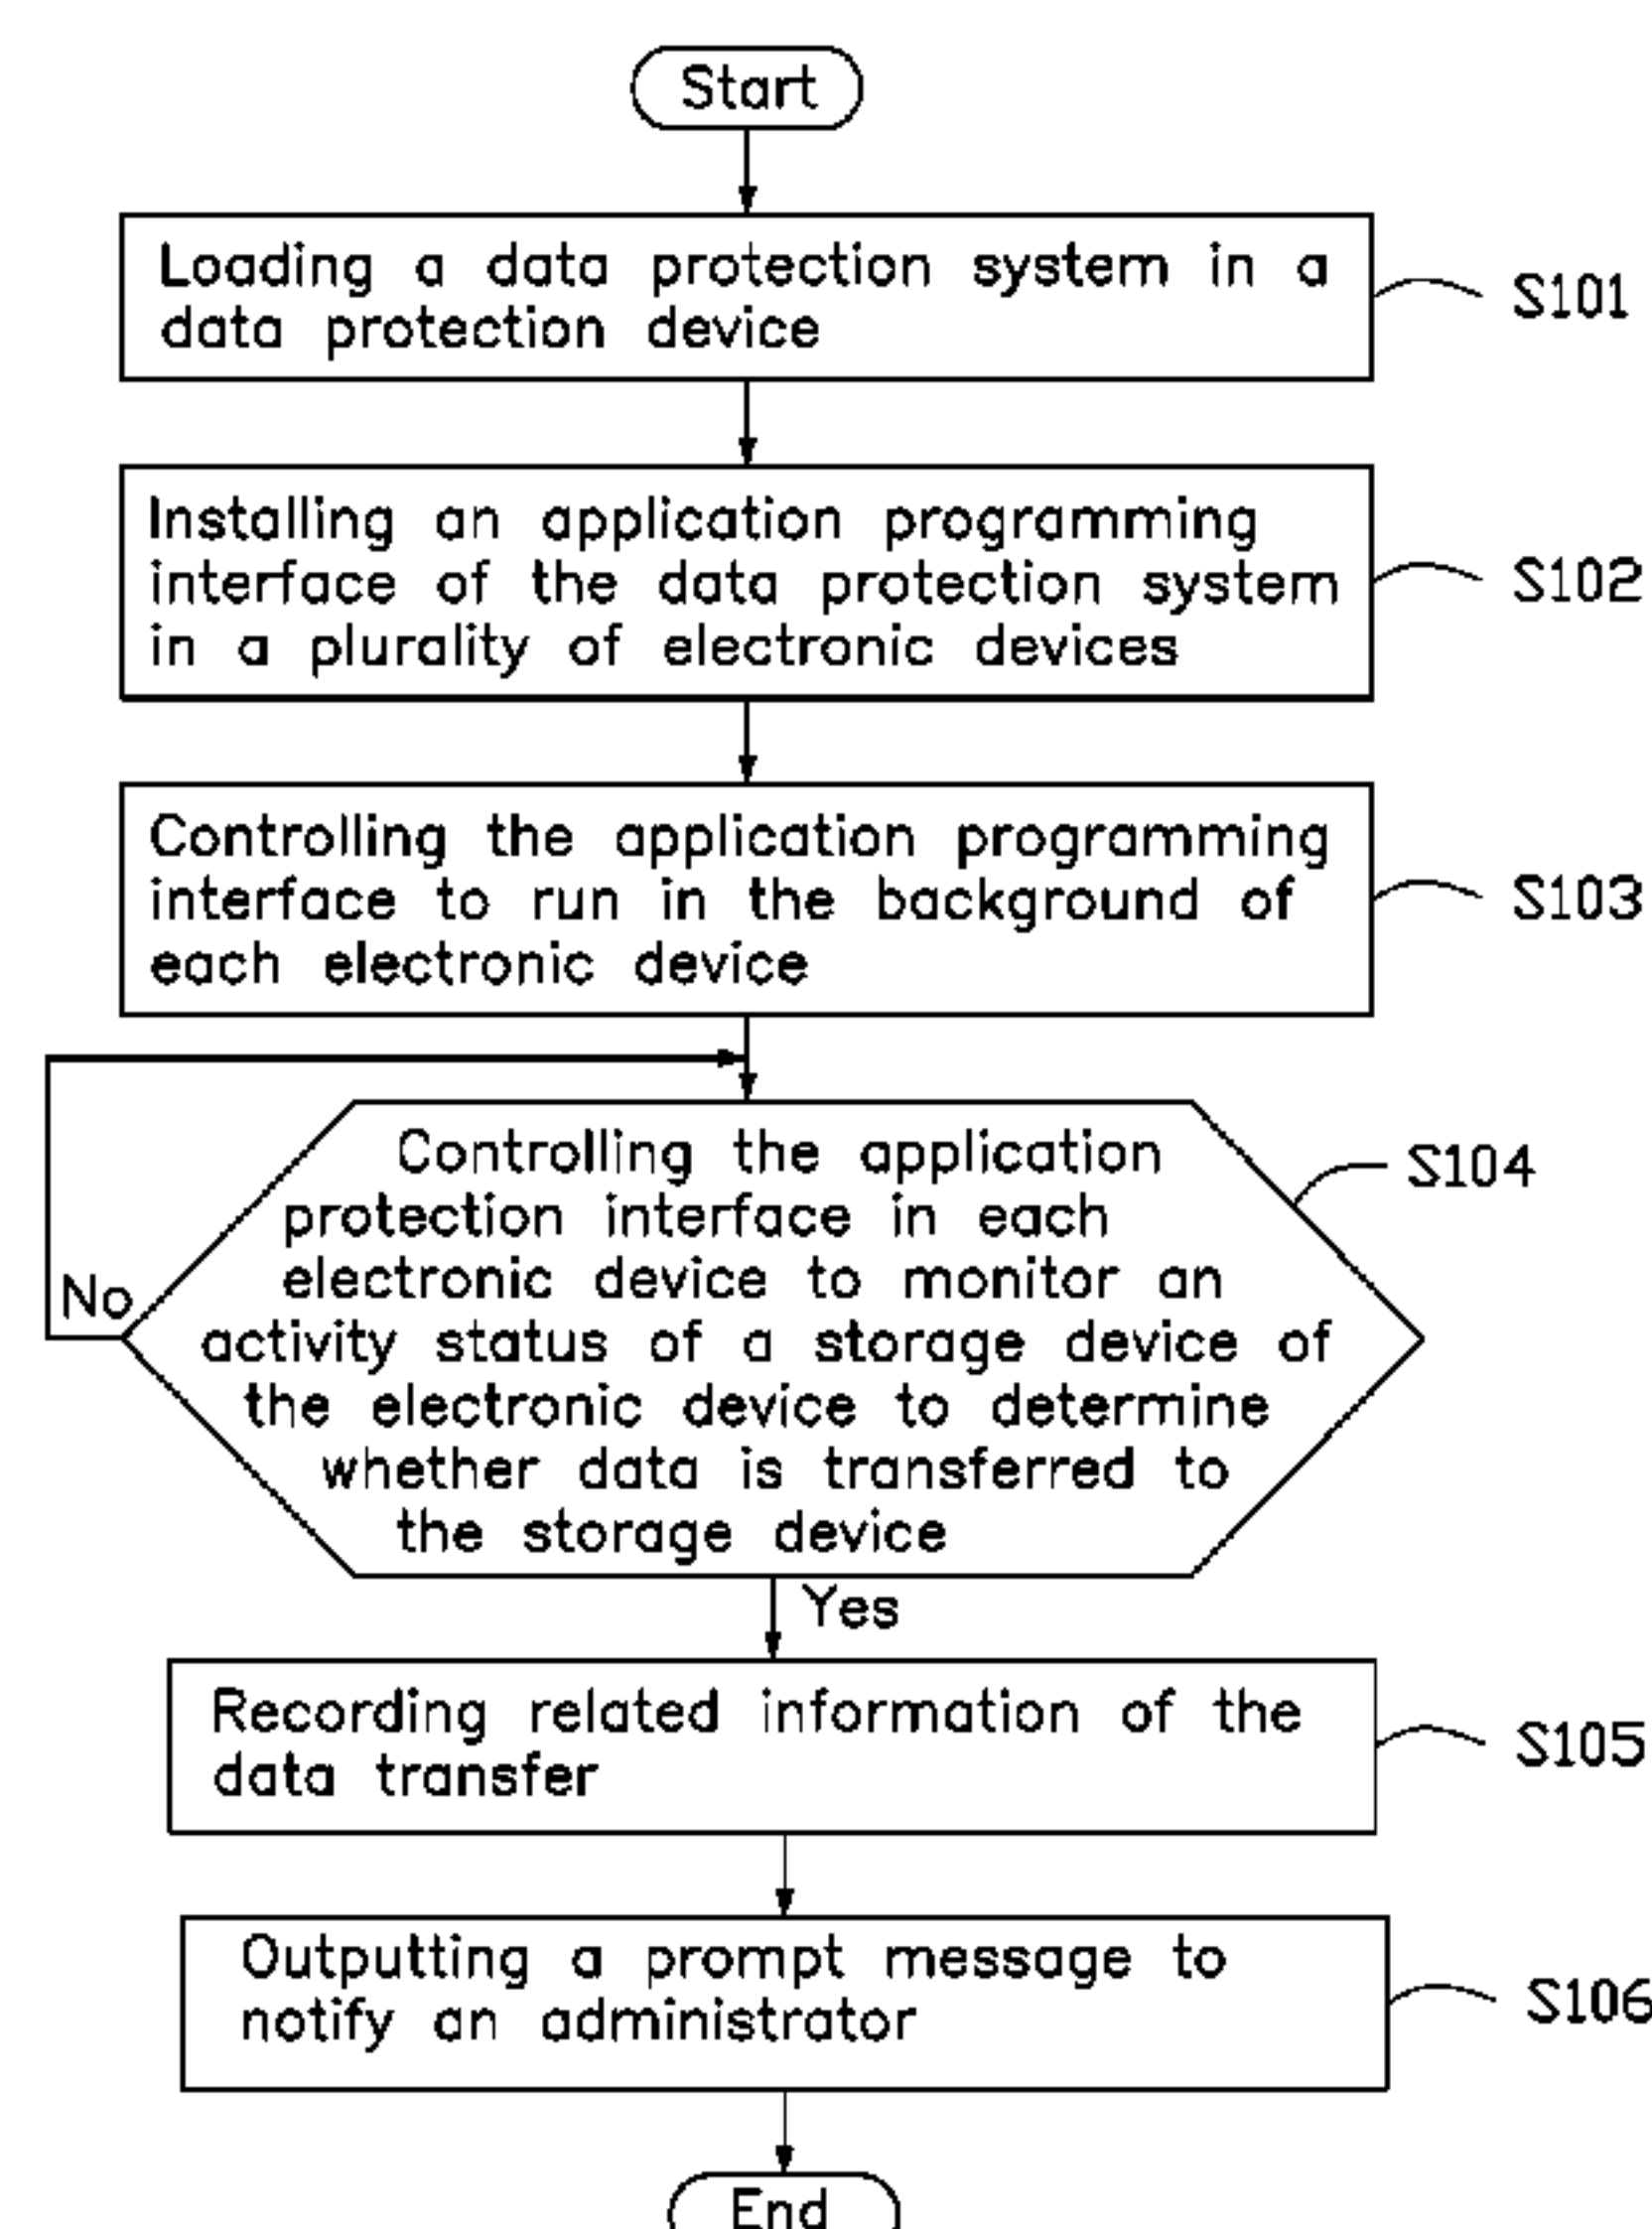 Start
Loading a data protection system in a
data protection device
S101
Installing an application programming
interface of the data protection system
in a plurality of electronic devices
S102
Controlling the application programming
interface to run in the background of
each electronic device
S103
Controlling the application
protection interface in each
electronic device to monitor an
activity status of a storage device of
the electronic device to determine
whether data is transferred to
the storage device
S104
No
Yes
Recording related information of the
data transfer
S105
Outputting a prompt message to
notify an administrator
S106
End